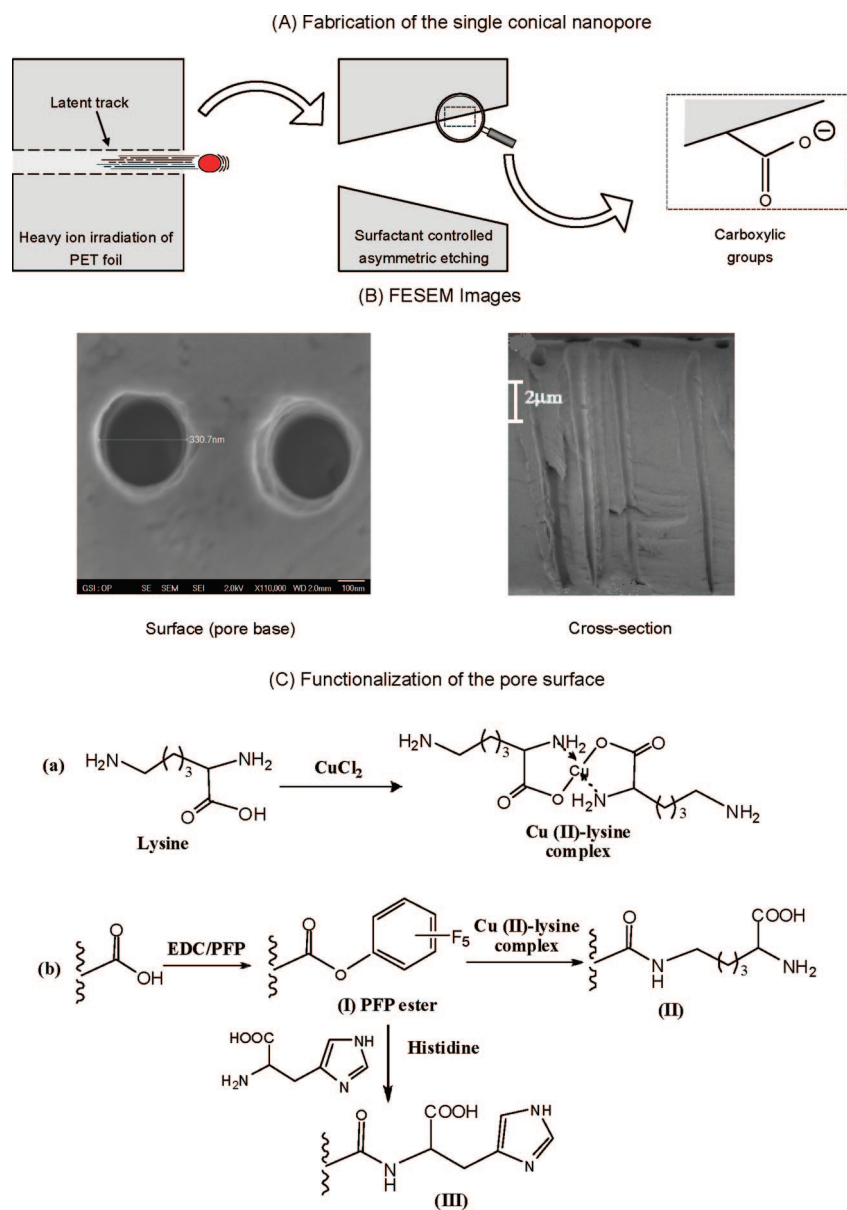 (A) Fabrication of the single conical nanopore
Latent track
Heavy ion irradiation of
PET foil
Surfactant controlled
asymmetric etching
O
⊖
O
Carboxylic
groups
(B) FESEM Images
330.7nm
GSI : OP SE SEM SEI 2.0kV X110,000 WD 2.0mm 100nm
2µm
Surface (pore base)
Cross-section
(C) Functionalization of the pore surface
(a)
H₂N
3
NH₂
O
OH
Lysine
CuCl₂
H₂N
3
NH₂
O
O
Cu
O
O
H₂N
3
NH₂
Cu (II)-lysine
complex
(b)
O
OH
EDC/PFP
O
O
F₅
(I) PFP ester
Cu (II)-lysine
complex
O
N
H
3
COOH
NH₂
(II)
HOOC
H₂N
NH
N
Histidine
O
N
H
COOH
NH
N
(III)